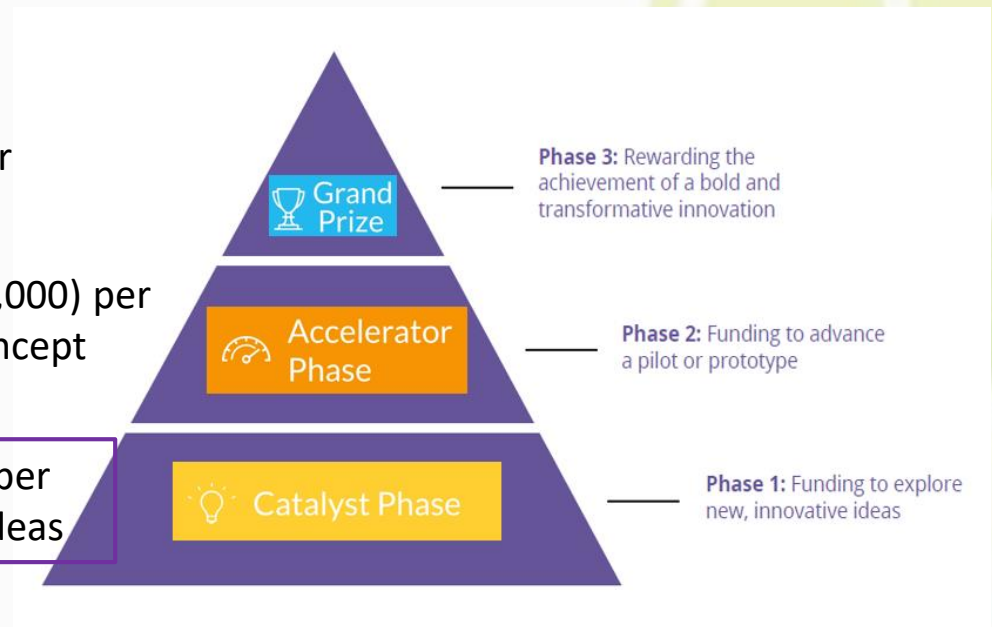 r
Grand
Prize
Phase 3: Rewarding the
achievement of a bold and
transformative innovation
,000) per
ncept
Accelerator
Phase
Phase 2: Funding to advance
a pilot or prototype
per
deas
Catalyst Phase
Phase 1: Funding to explore
new, innovative ideas